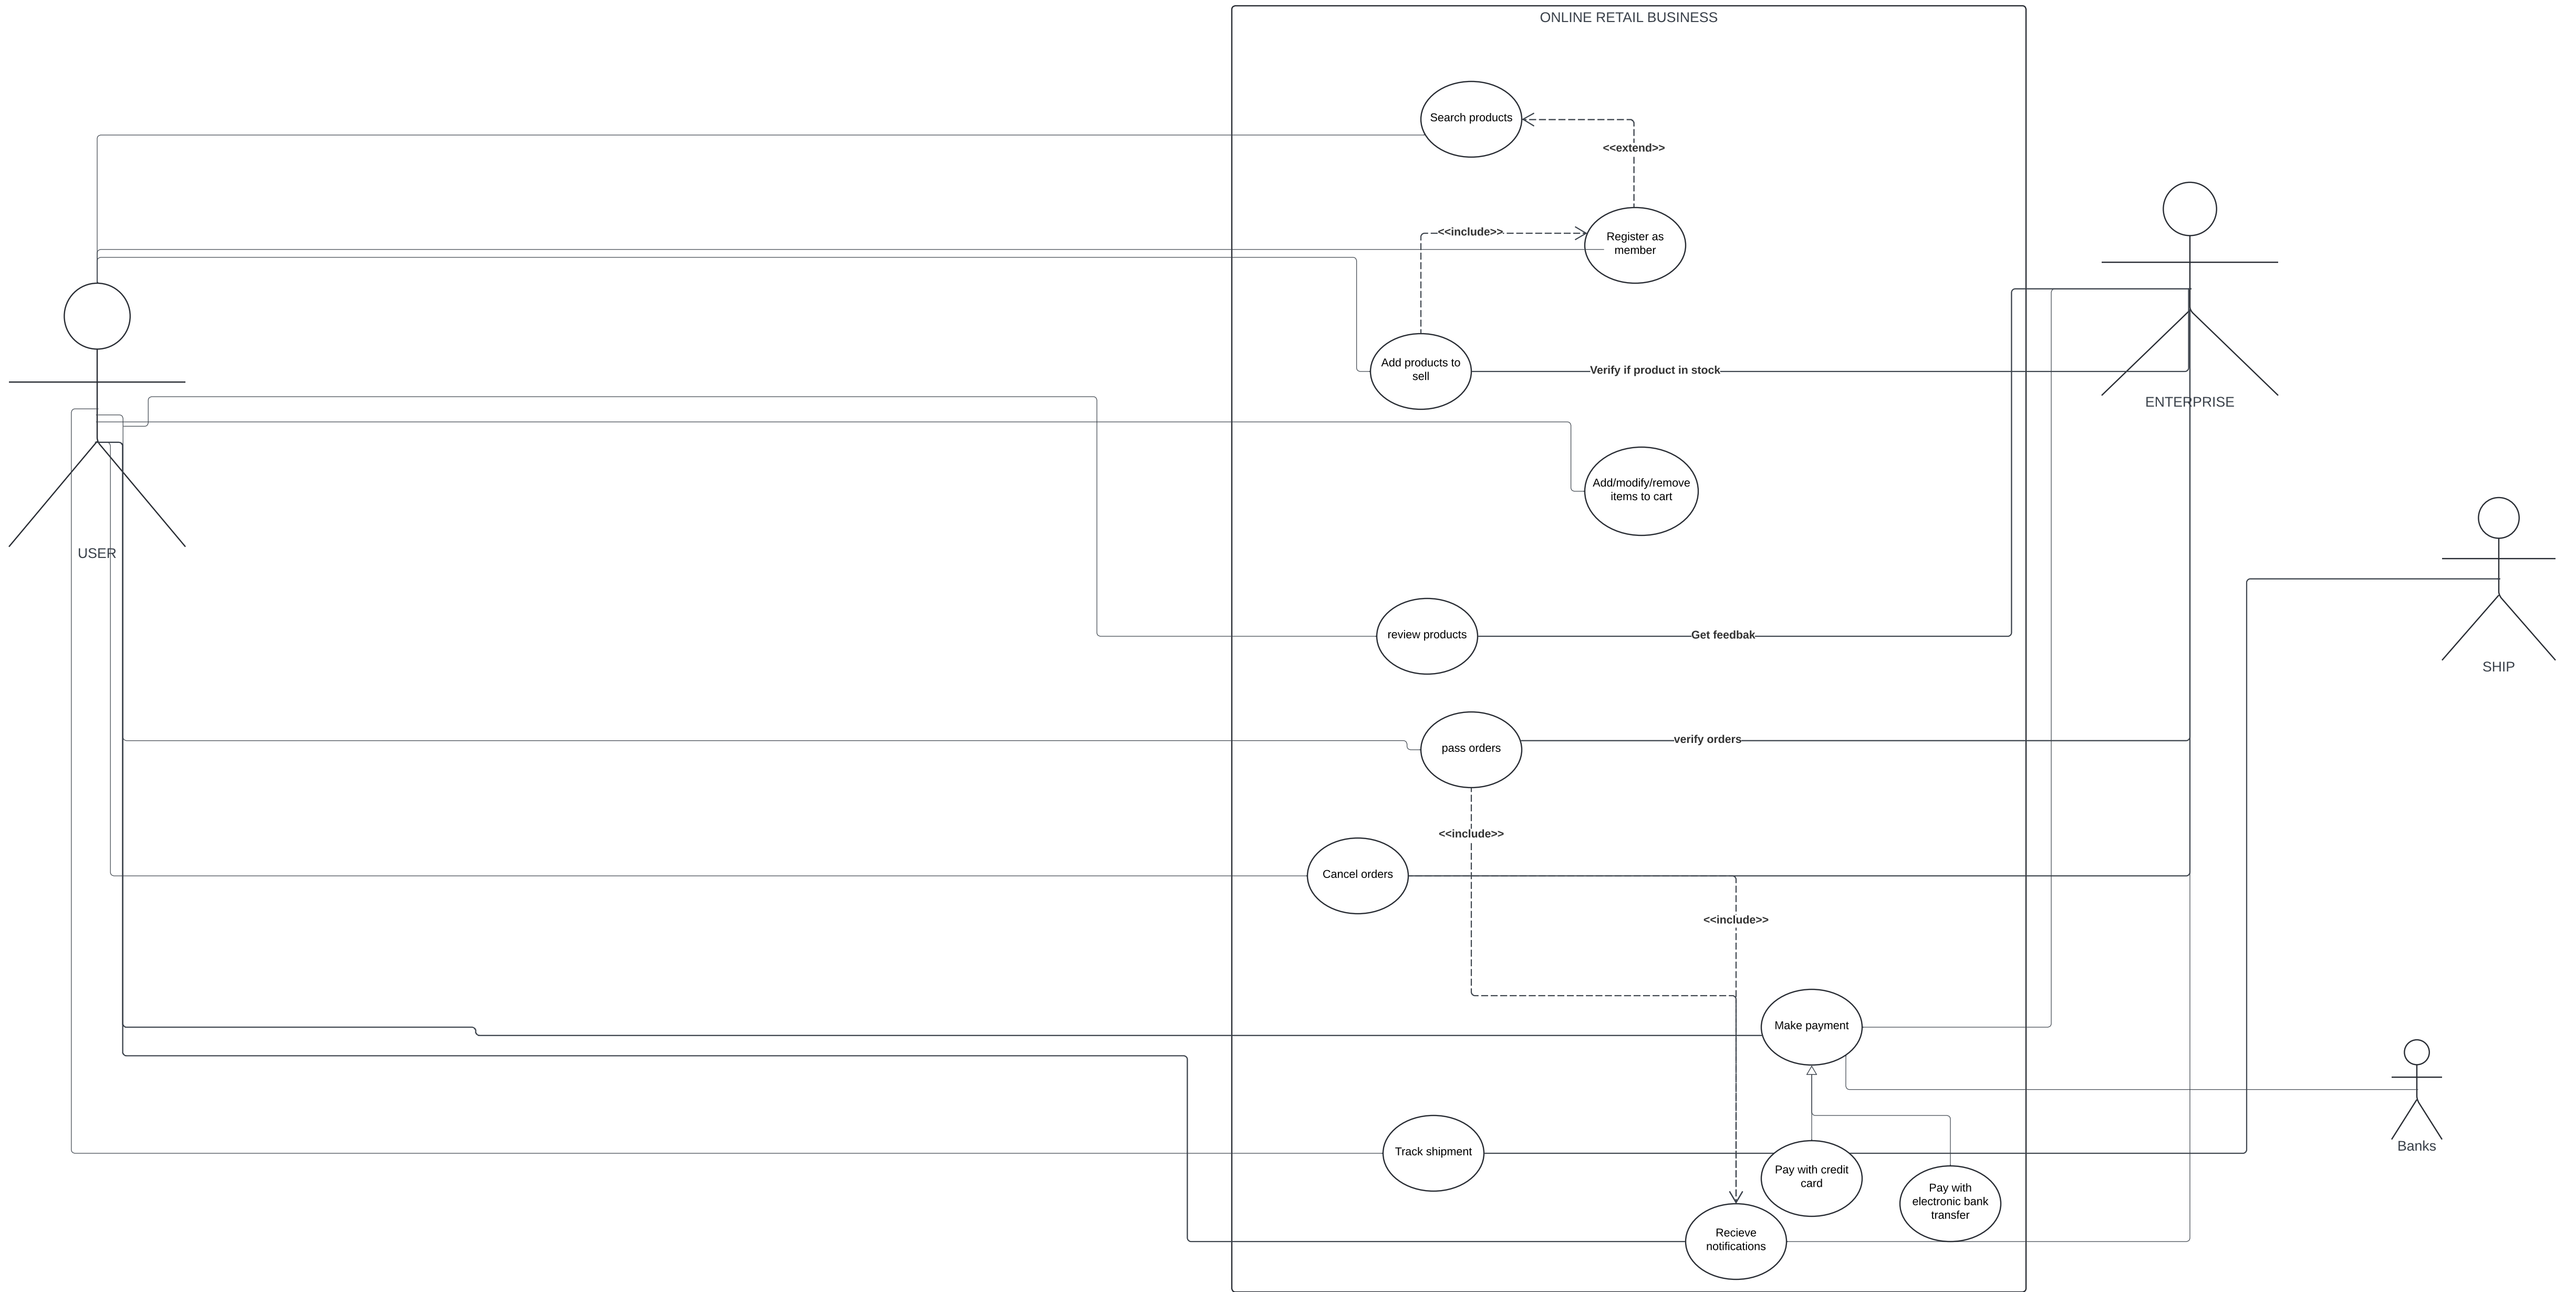 ONLINE RETAIL BUSINESS
Search products
<<extend>>
<<include>>
Register as
member
Add products to
sell
Verify if product in stock
ENTERPRISE
Add/modify/remove
items to cart
USER
review products
Get feedbak
SHIP
pass orders
verify orders
<<include>>
Cancel orders
<<include>>
Make payment
Track shipment
Banks
Pay with credit
card
Pay with
electronic bank
transfer
Recieve
notifications